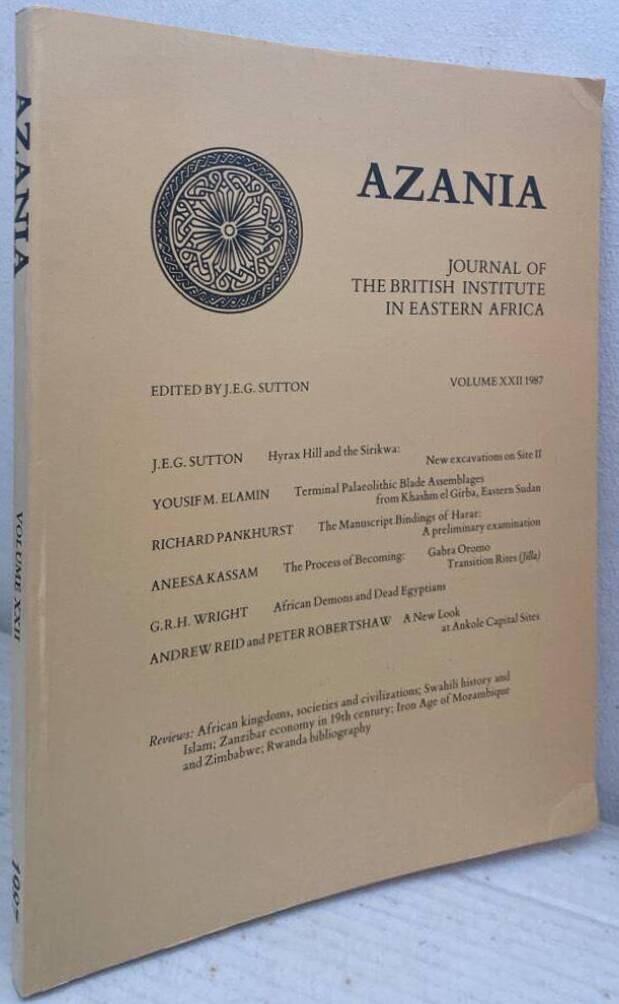 AZANIA
VOLUME XXII
1987
AZANIA
JOURNAL OF
THE BRITISH INSTITUTE
IN EASTERN AFRICA
EDITED BY J.E.G. SUTTON VOLUME XXII 1987
J.E.G. SUTTON Hyrax Hill and the Sirikwa:
New excavations on Site II
YOUSIF M. ELAMIN Terminal Palaeolithic Blade Assemblages
from Khashm el Girba, Eastern Sudan
RICHARD PANKHURST The Manuscript Bindings of Harar:
A preliminary examination
ANEESA KASSAM The Process of Becoming: Gabra Oromo
Transition Rites (Jilla)
G.R.H. WRIGHT African Demons and Dead Egyptians
ANDREW REID and PETER ROBERTSHAW A New Look
at Ankole Capital Sites
Reviews: African kingdoms, societies and civilizations; Swahili history and
Islam; Zanzibar economy in 19th century; Iron Age of Mozambique
and Zimbabwe; Rwanda bibliography